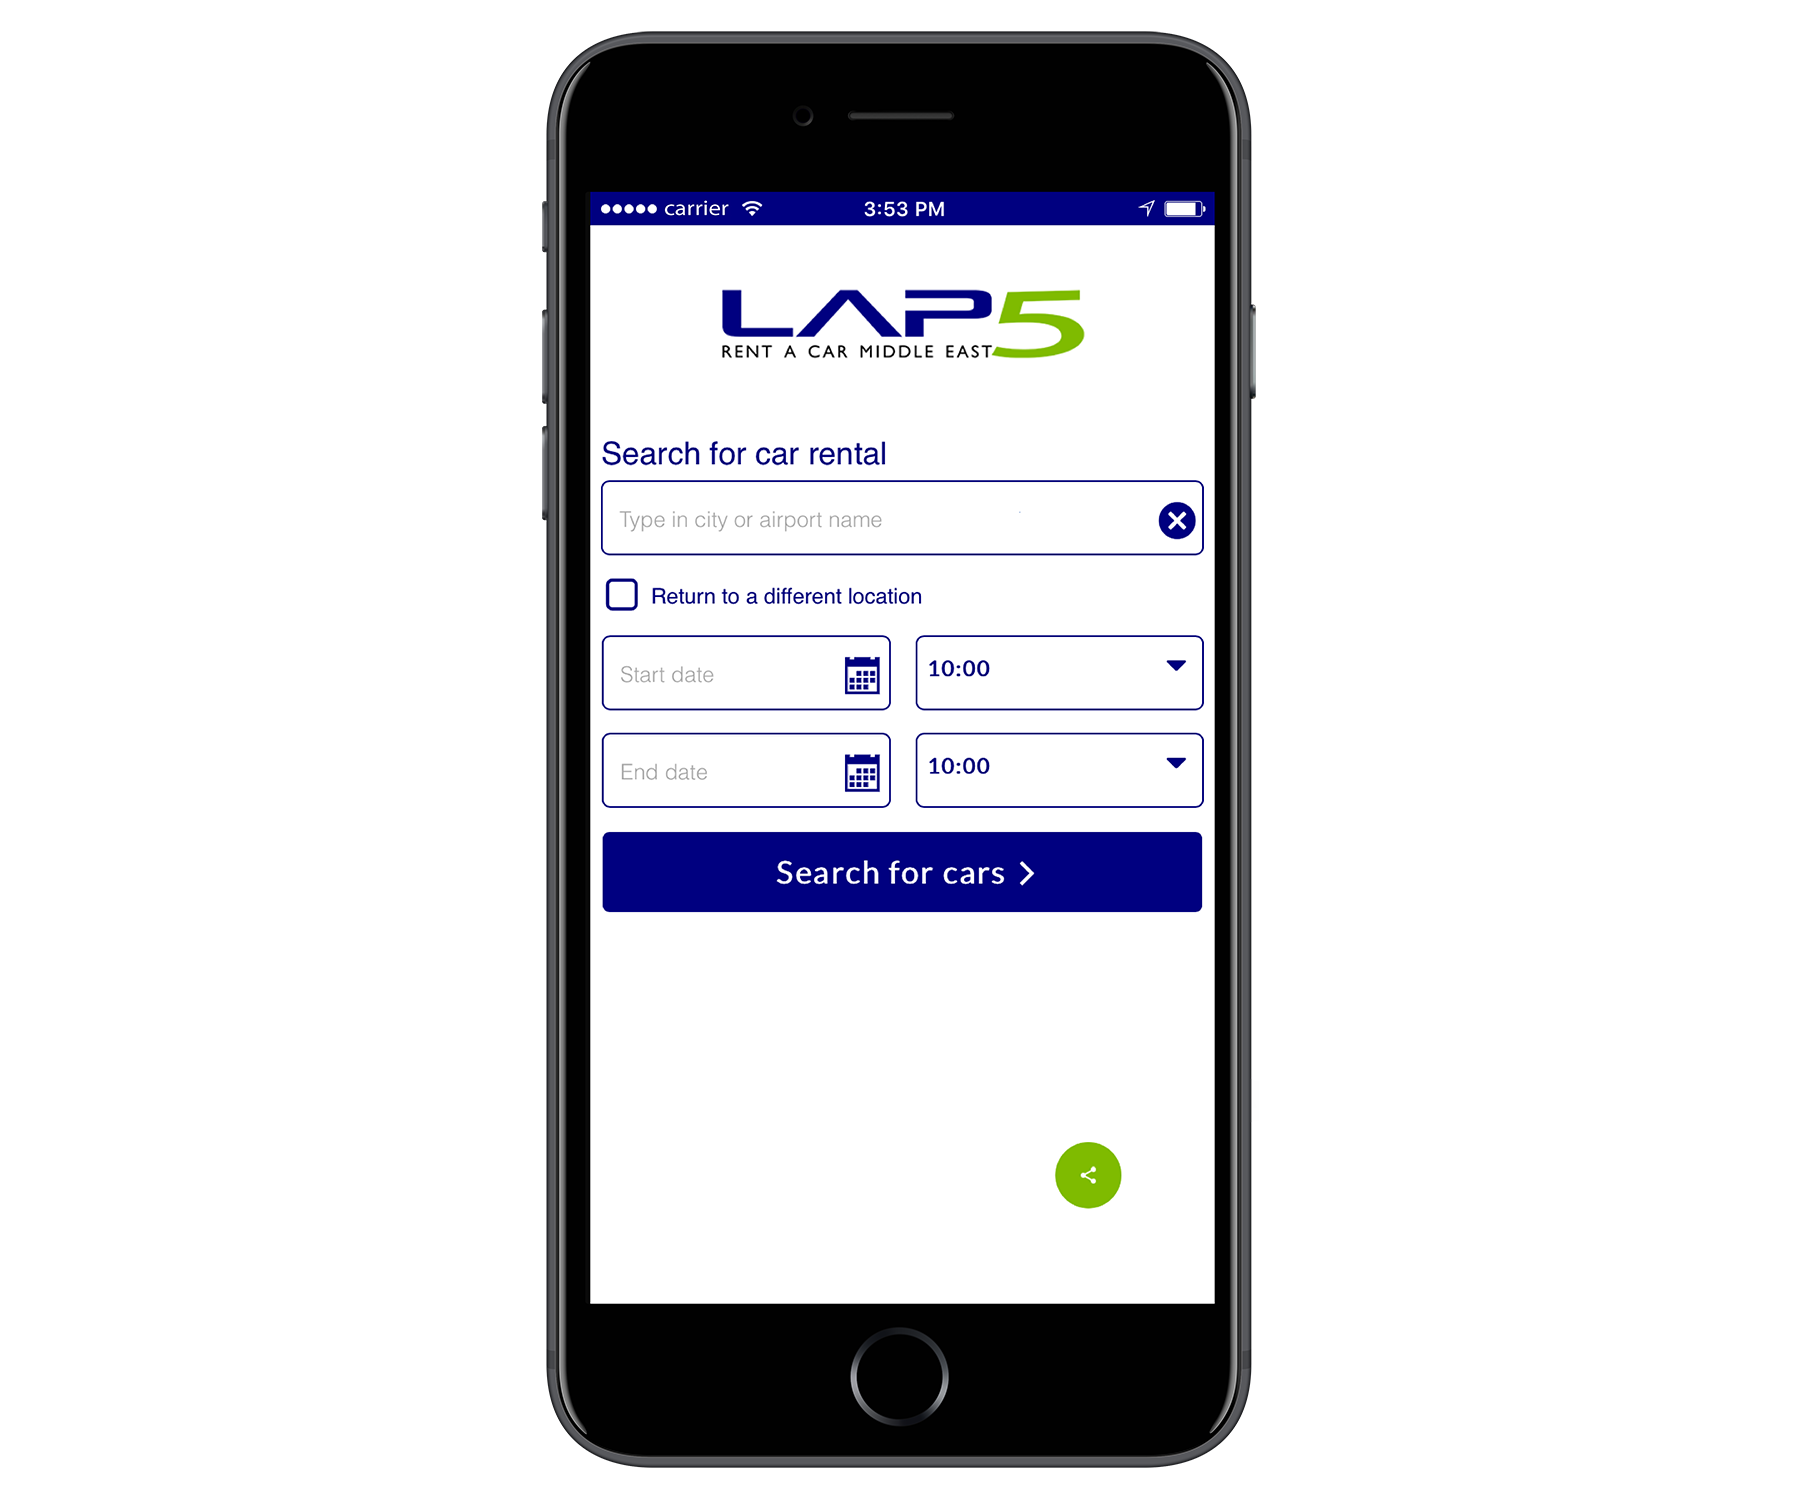 carrier 3:53 PM
LAP5
RENT A CAR MIDDLE EAST
Search for car rental
Type in city or airport name
Return to a different location
Start date 10:00
End date 10:00
Search for cars